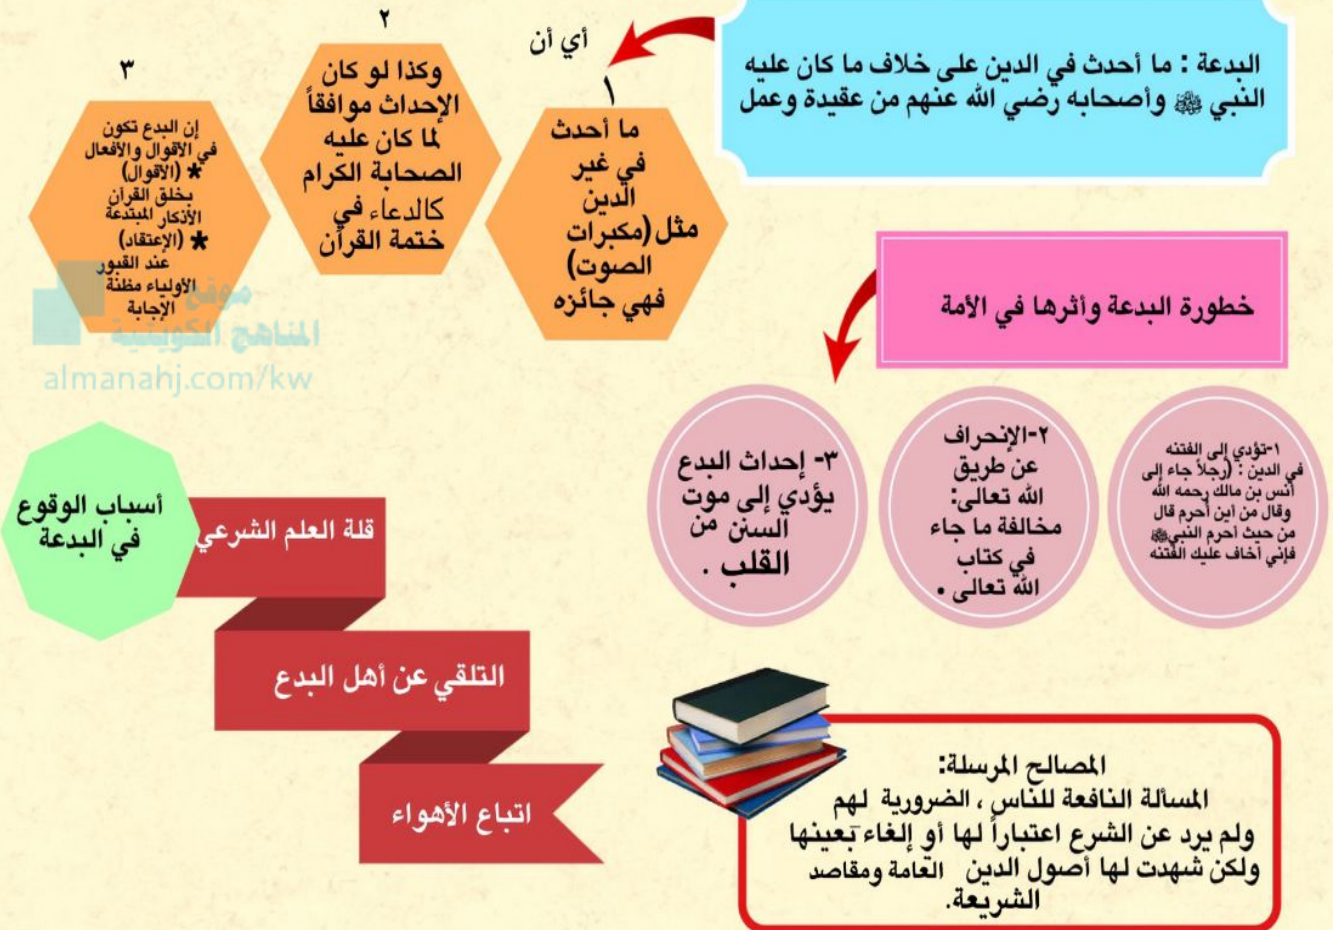 البدعة : ما أحدث في الدين على خلاف ما كان عليه
النبي ﷺ وأصحابه رضي الله عنهم من عقيدة وعمل
أي أن
١
ما أحدث
في غير
الدين
مثل (مكبرات
الصوت)
فهي جائزه
٢
وكذا لو كان
الإحداث موافقاً
لما كان عليه
الصحابة الكرام
كالدعاء في
ختمة القرآن
٣
إن البدع تكون
في الأقوال والأفعال
* (الأقوال)
بخلق القرآن
الأذكار المبتدعة
* (الإعتقاد)
عند القبور
الأولياء مظنة
الإجابة
موقع
المناهج الكويتية
almanahj.com/kw
خطورة البدعة وأثرها في الأمة
١-تؤدي إلى الفتنه
في الدين : (رجلاً جاء إلى
أنس بن مالك رحمه الله
وقال من أين أحرم قال
من حيث أحرم النبي ﷺ
فإني أخاف عليك الفتنه
٢-الإنحراف
عن طريق
الله تعالى:
مخالفة ما جاء
في كتاب
الله تعالى .
٣- إحداث البدع
يؤدي إلى موت
السنن من
القلب .
أسباب الوقوع
في البدعة
قلة العلم الشرعي
التلقي عن أهل البدع
اتباع الأهواء
المصالح المرسلة:
المسألة النافعة للناس ، الضرورية لهم
ولم يرد عن الشرع اعتباراً لها أو إلغاء بعينها
ولكن شهدت لها أصول الدين العامة ومقاصد
الشريعة.